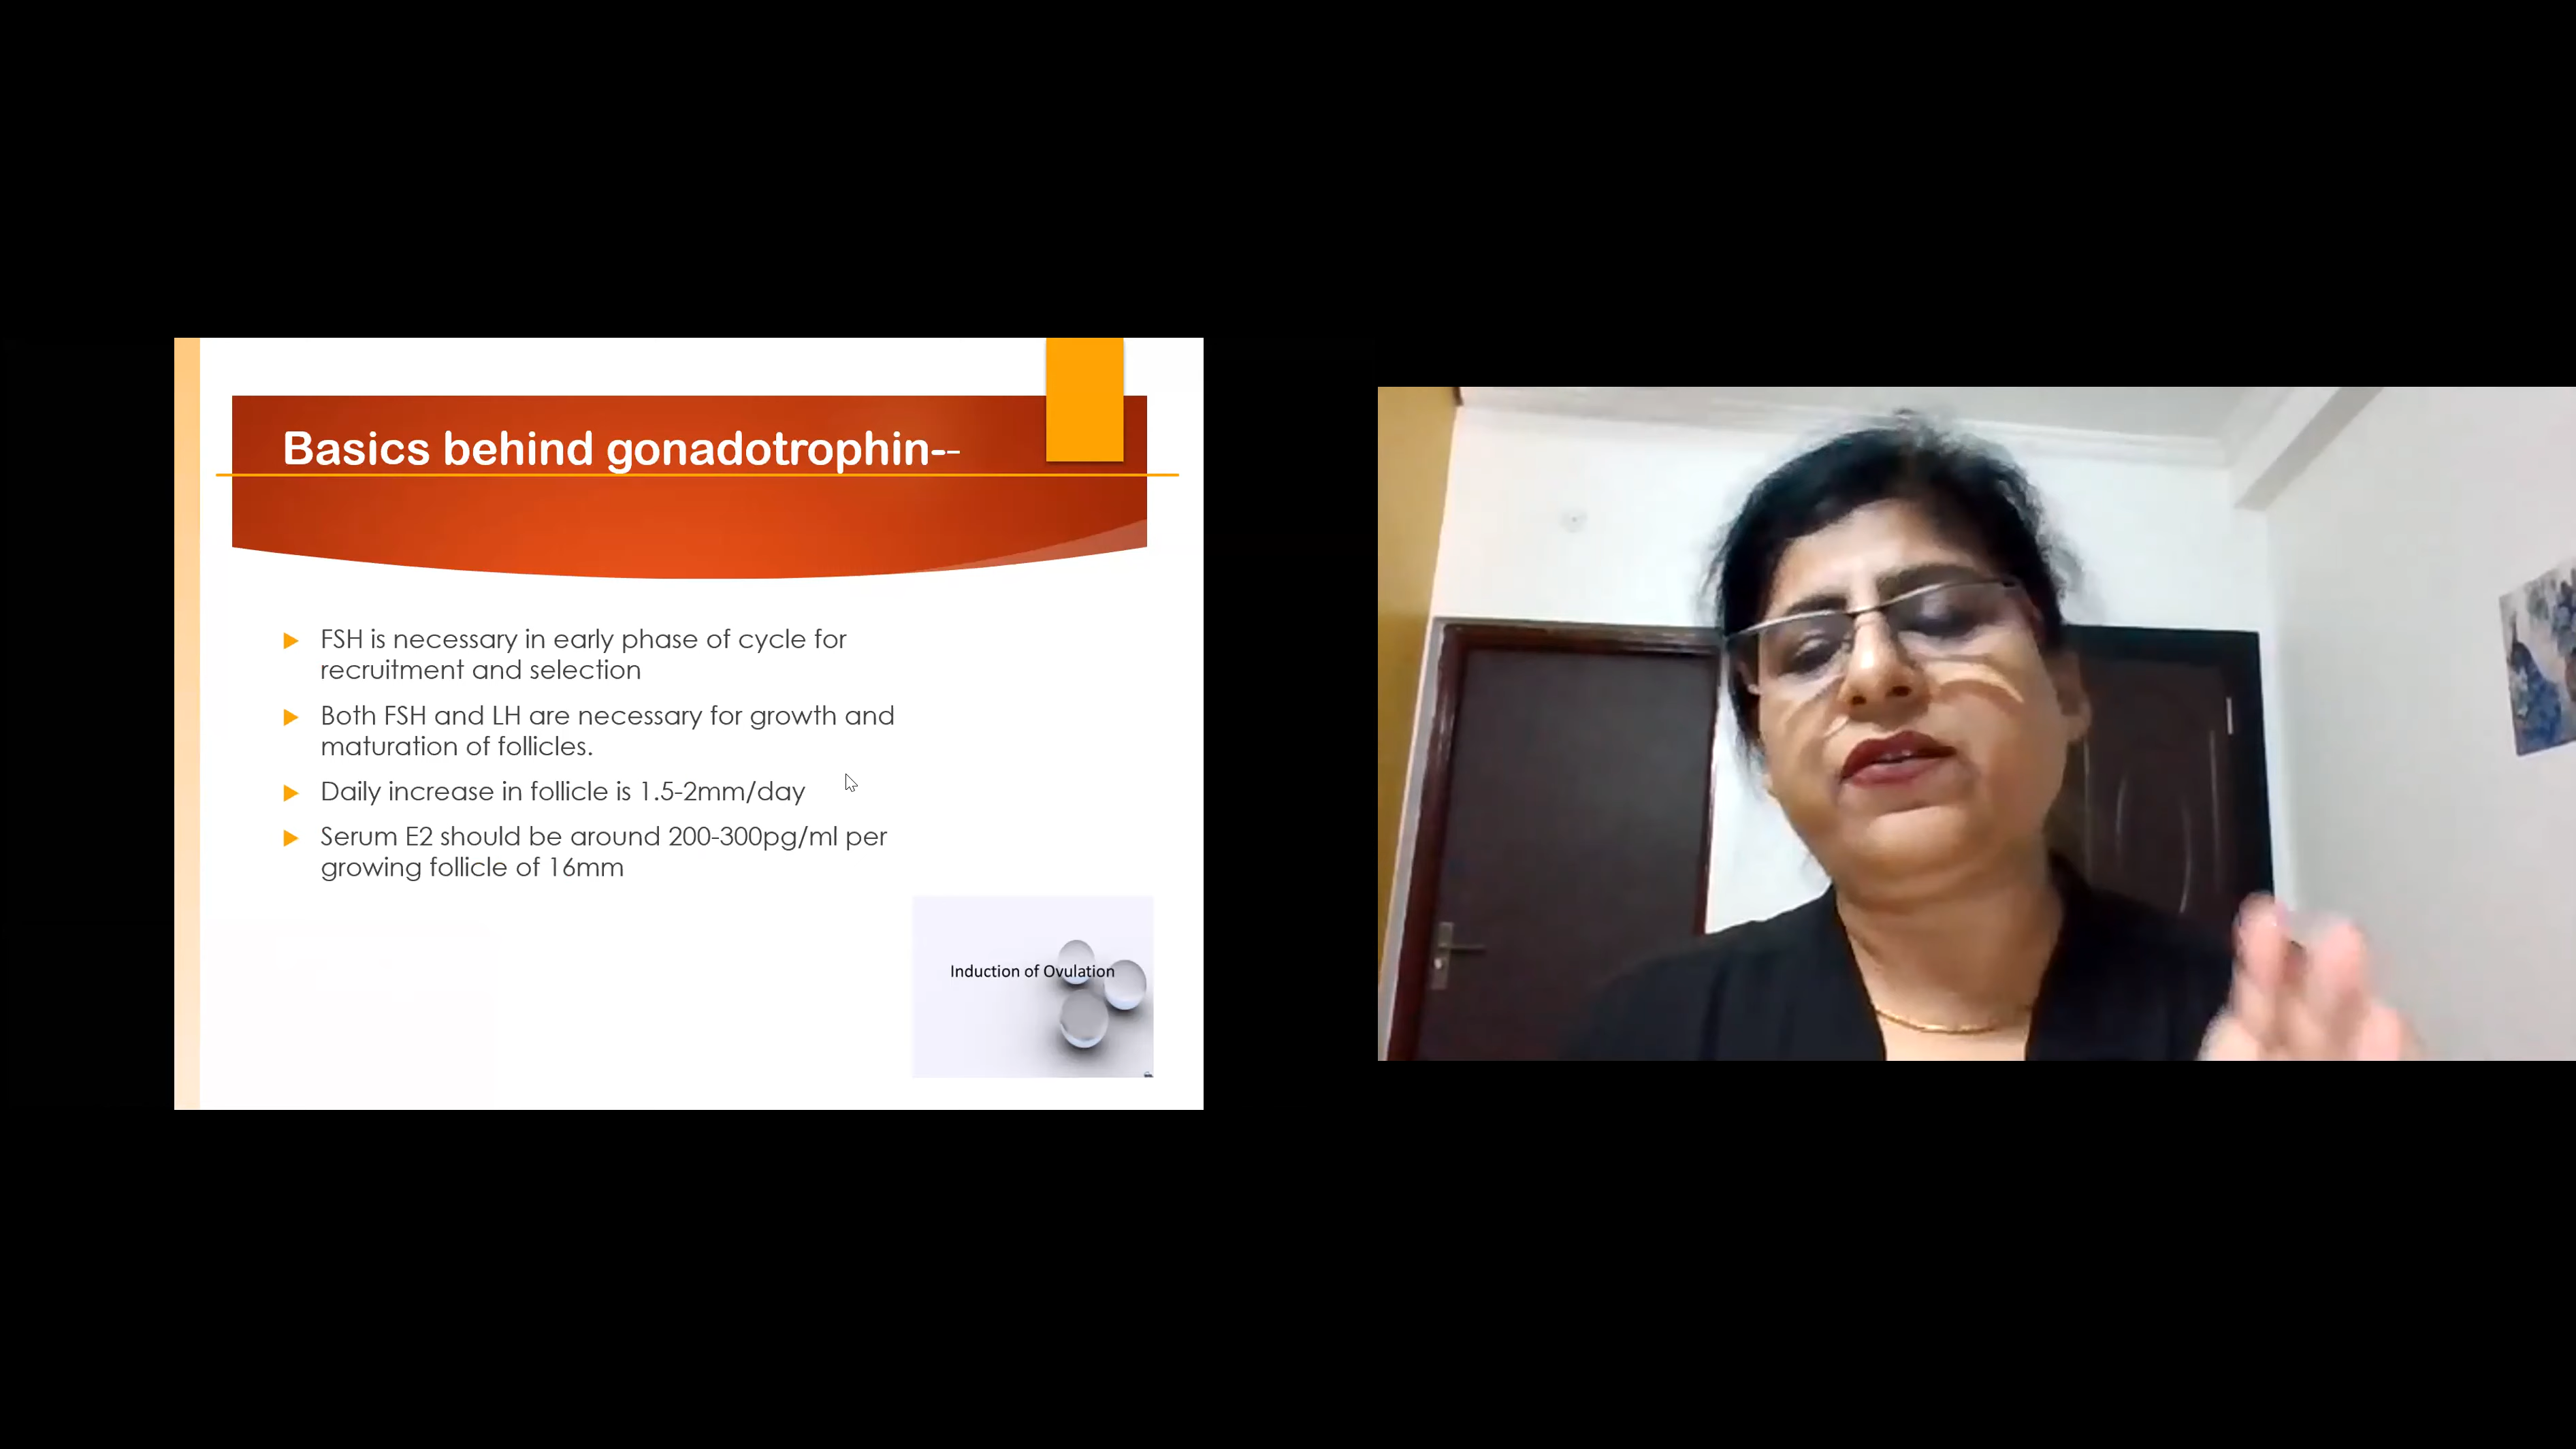 Basics behind gonadotrophin--
FSH is necessary in early phase of cycle for
recruitment and selection
Both FSH and LH are necessary for growth and
maturation of follicles.
Daily increase in follicle is 1.5-2mm/day
Serum E2 should be around 200-300pg/ml per
growing follicle of 16mm
Induction of Ovulation